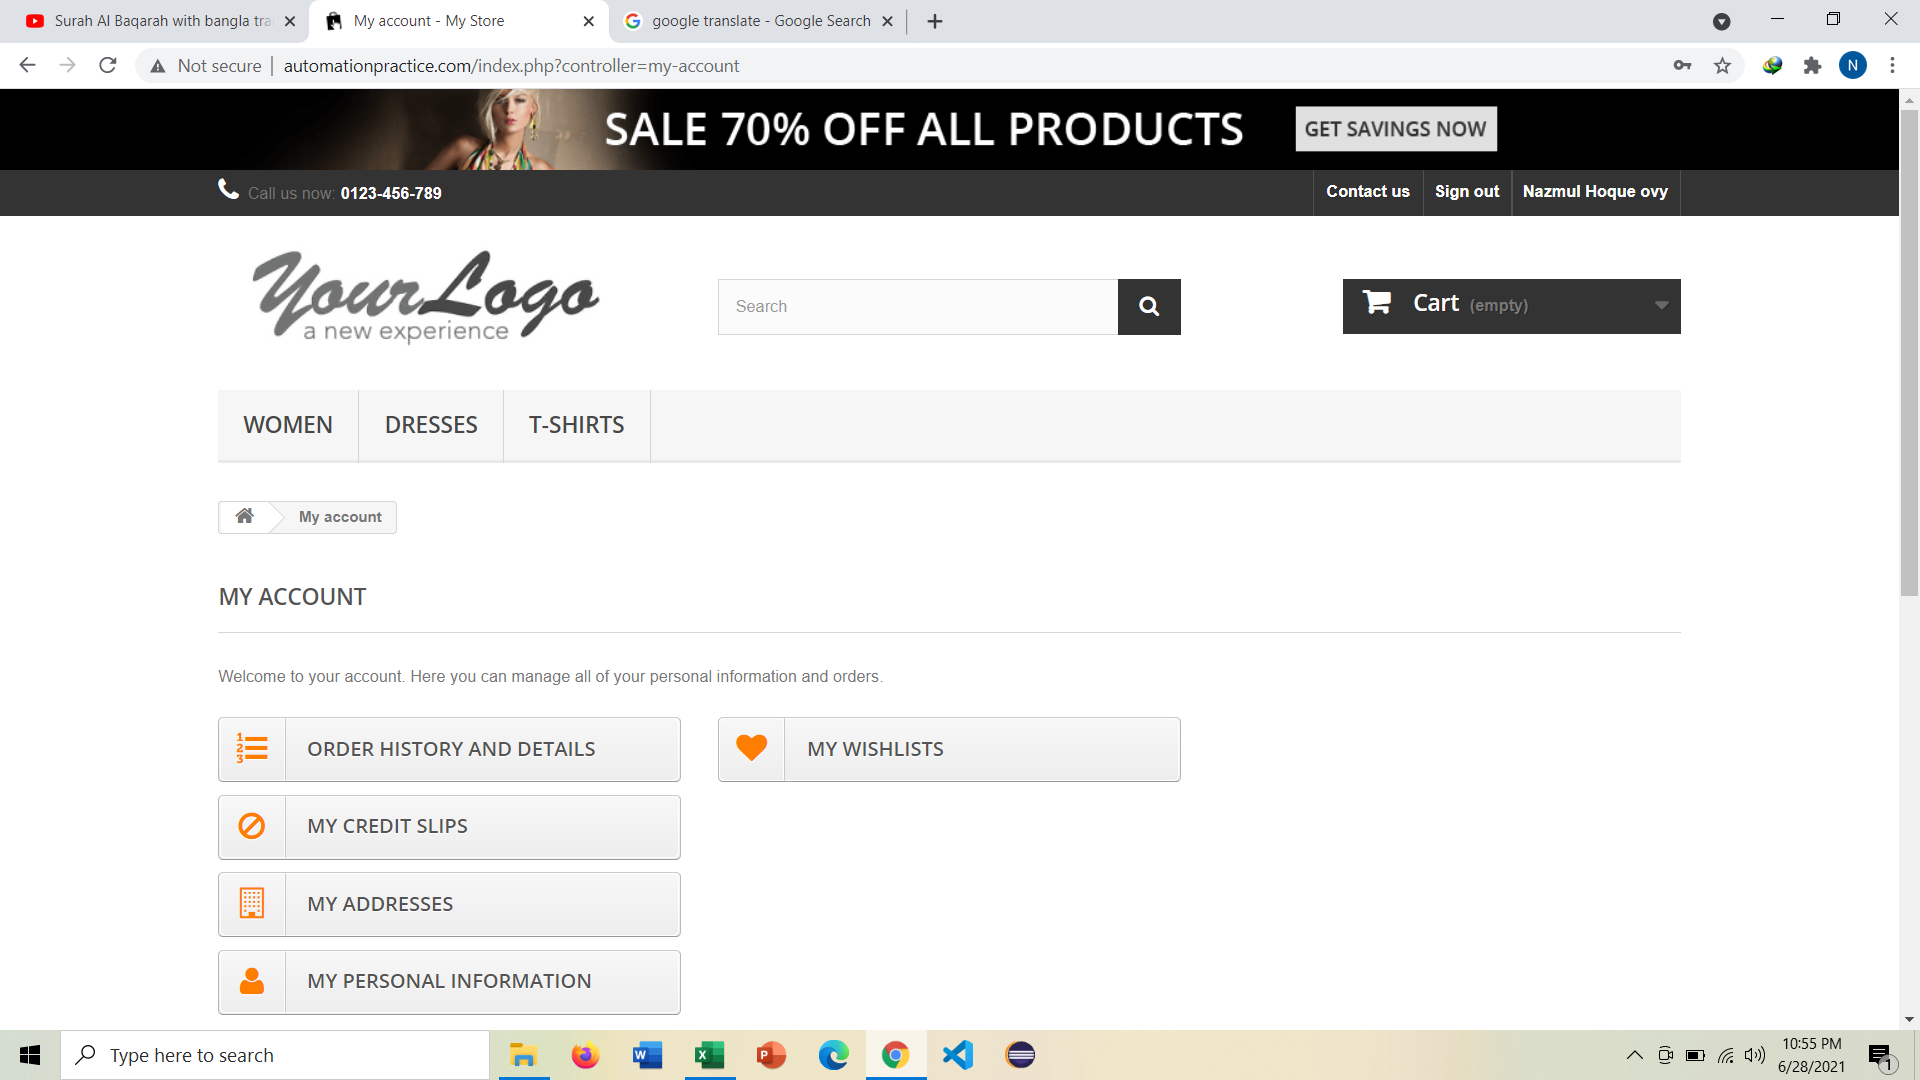 Surah Al Baqarah with bangla tra
My account - My Store
google translate - Google Search
Not secure
automationpractice.com/index.php?controller=my-account
N
SALE 70% OFF ALL PRODUCTS
GET SAVINGS NOW
Call us now: 0123-456-789
Contact us
Sign out
Nazmul Hoque ovy
YourLogo
a new experience
Search
Cart (empty)
WOMEN
DRESSES
T-SHIRTS
My account
MY ACCOUNT
Welcome to your account. Here you can manage all of your personal information and orders.
1
2
3
ORDER HISTORY AND DETAILS
MY WISHLISTS
MY CREDIT SLIPS
MY ADDRESSES
MY PERSONAL INFORMATION
Type here to search
W
X
P
10:55 PM
6/28/2021
1